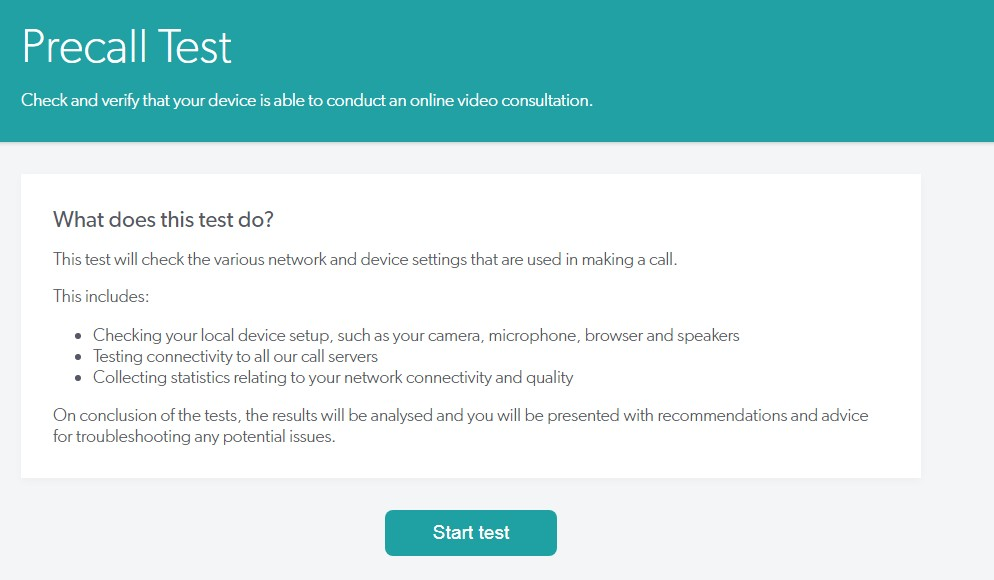 Precall Test
Check and verify that your device is able to conduct an online video consultation.
What does this test do?
This test will check the various network and device settings that are used in making a call.
This includes:
Checking your local device setup, such as your camera, microphone, browser and speakers
Testing connectivity to all our call servers
Collecting statistics relating to your network connectivity and quality
On conclusion of the tests, the results will be analysed and you will be presented with recommendations and advice
for troubleshooting any potential issues.
Start test